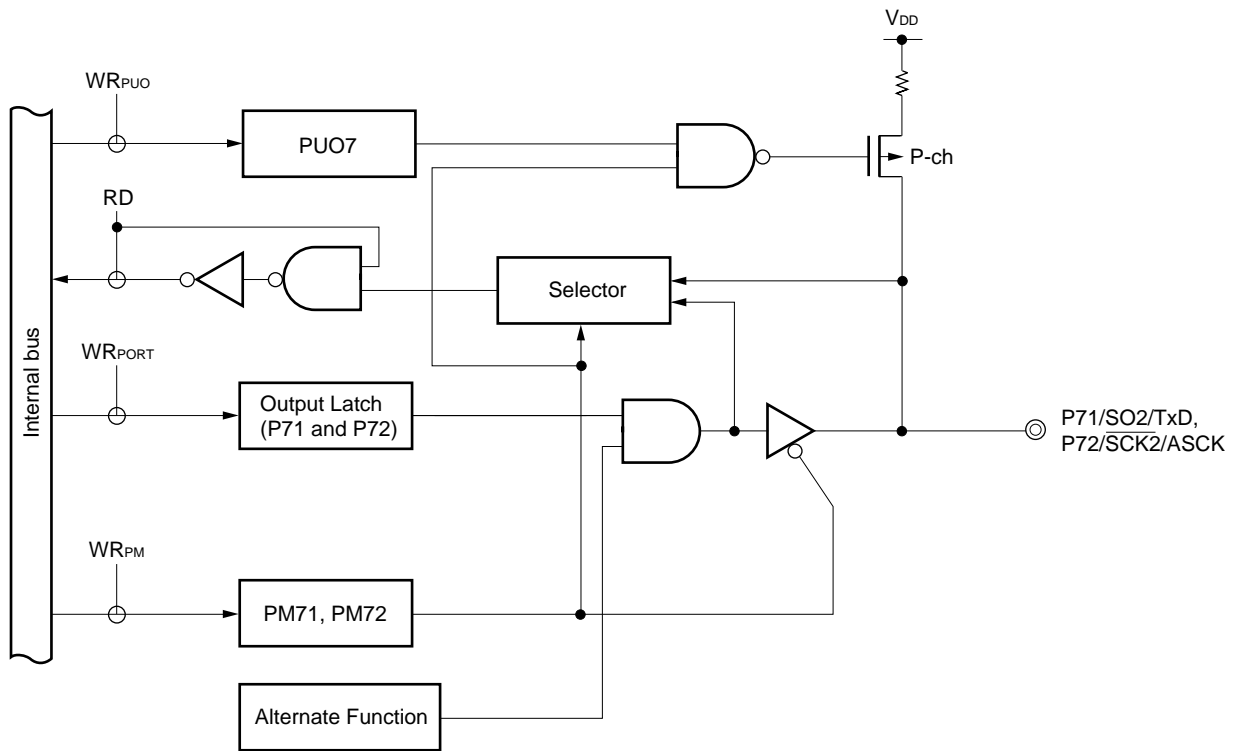 VDD
WRPUO
PUO7
P-ch
RD
Selector
Internal bus
WRPORT
Output Latch
(P71 and P72)
P71/SO2/TxD,
P72/SCK2/ASCK
WRPM
PM71, PM72
Alternate Function